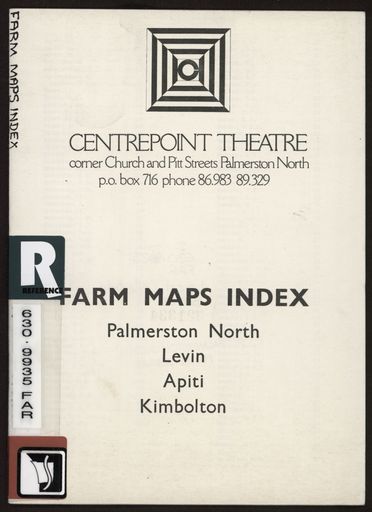 FARM MAPS INDEX
CENTREPOINT THEATRE
corner Church and Pitt Streets Palmerston North
p.o. box 716 phone 86.983 89.329
R
REFERENCE
FARM MAPS INDEX
Palmerston North
Levin
Apiti
Kimbolton
630.9935 FAR